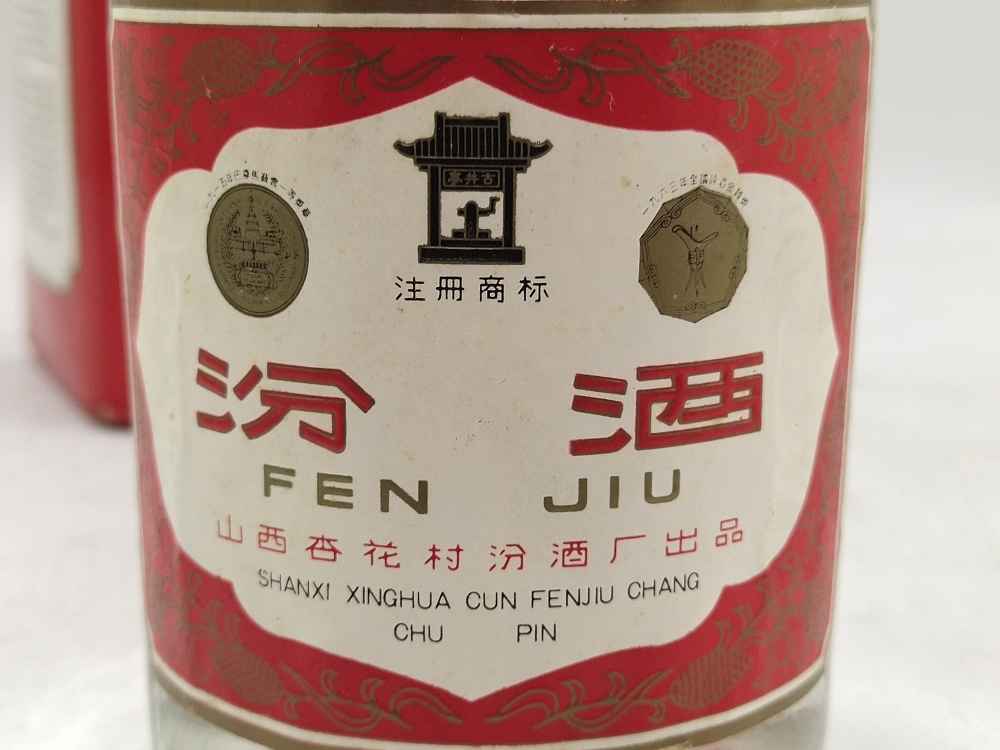 古井亭
注冊商标
汾酒
FEN JIU
山西杏花村汾酒厂出品
SHANXI XINGHUA CUN FENJIU CHANG
CHU PIN